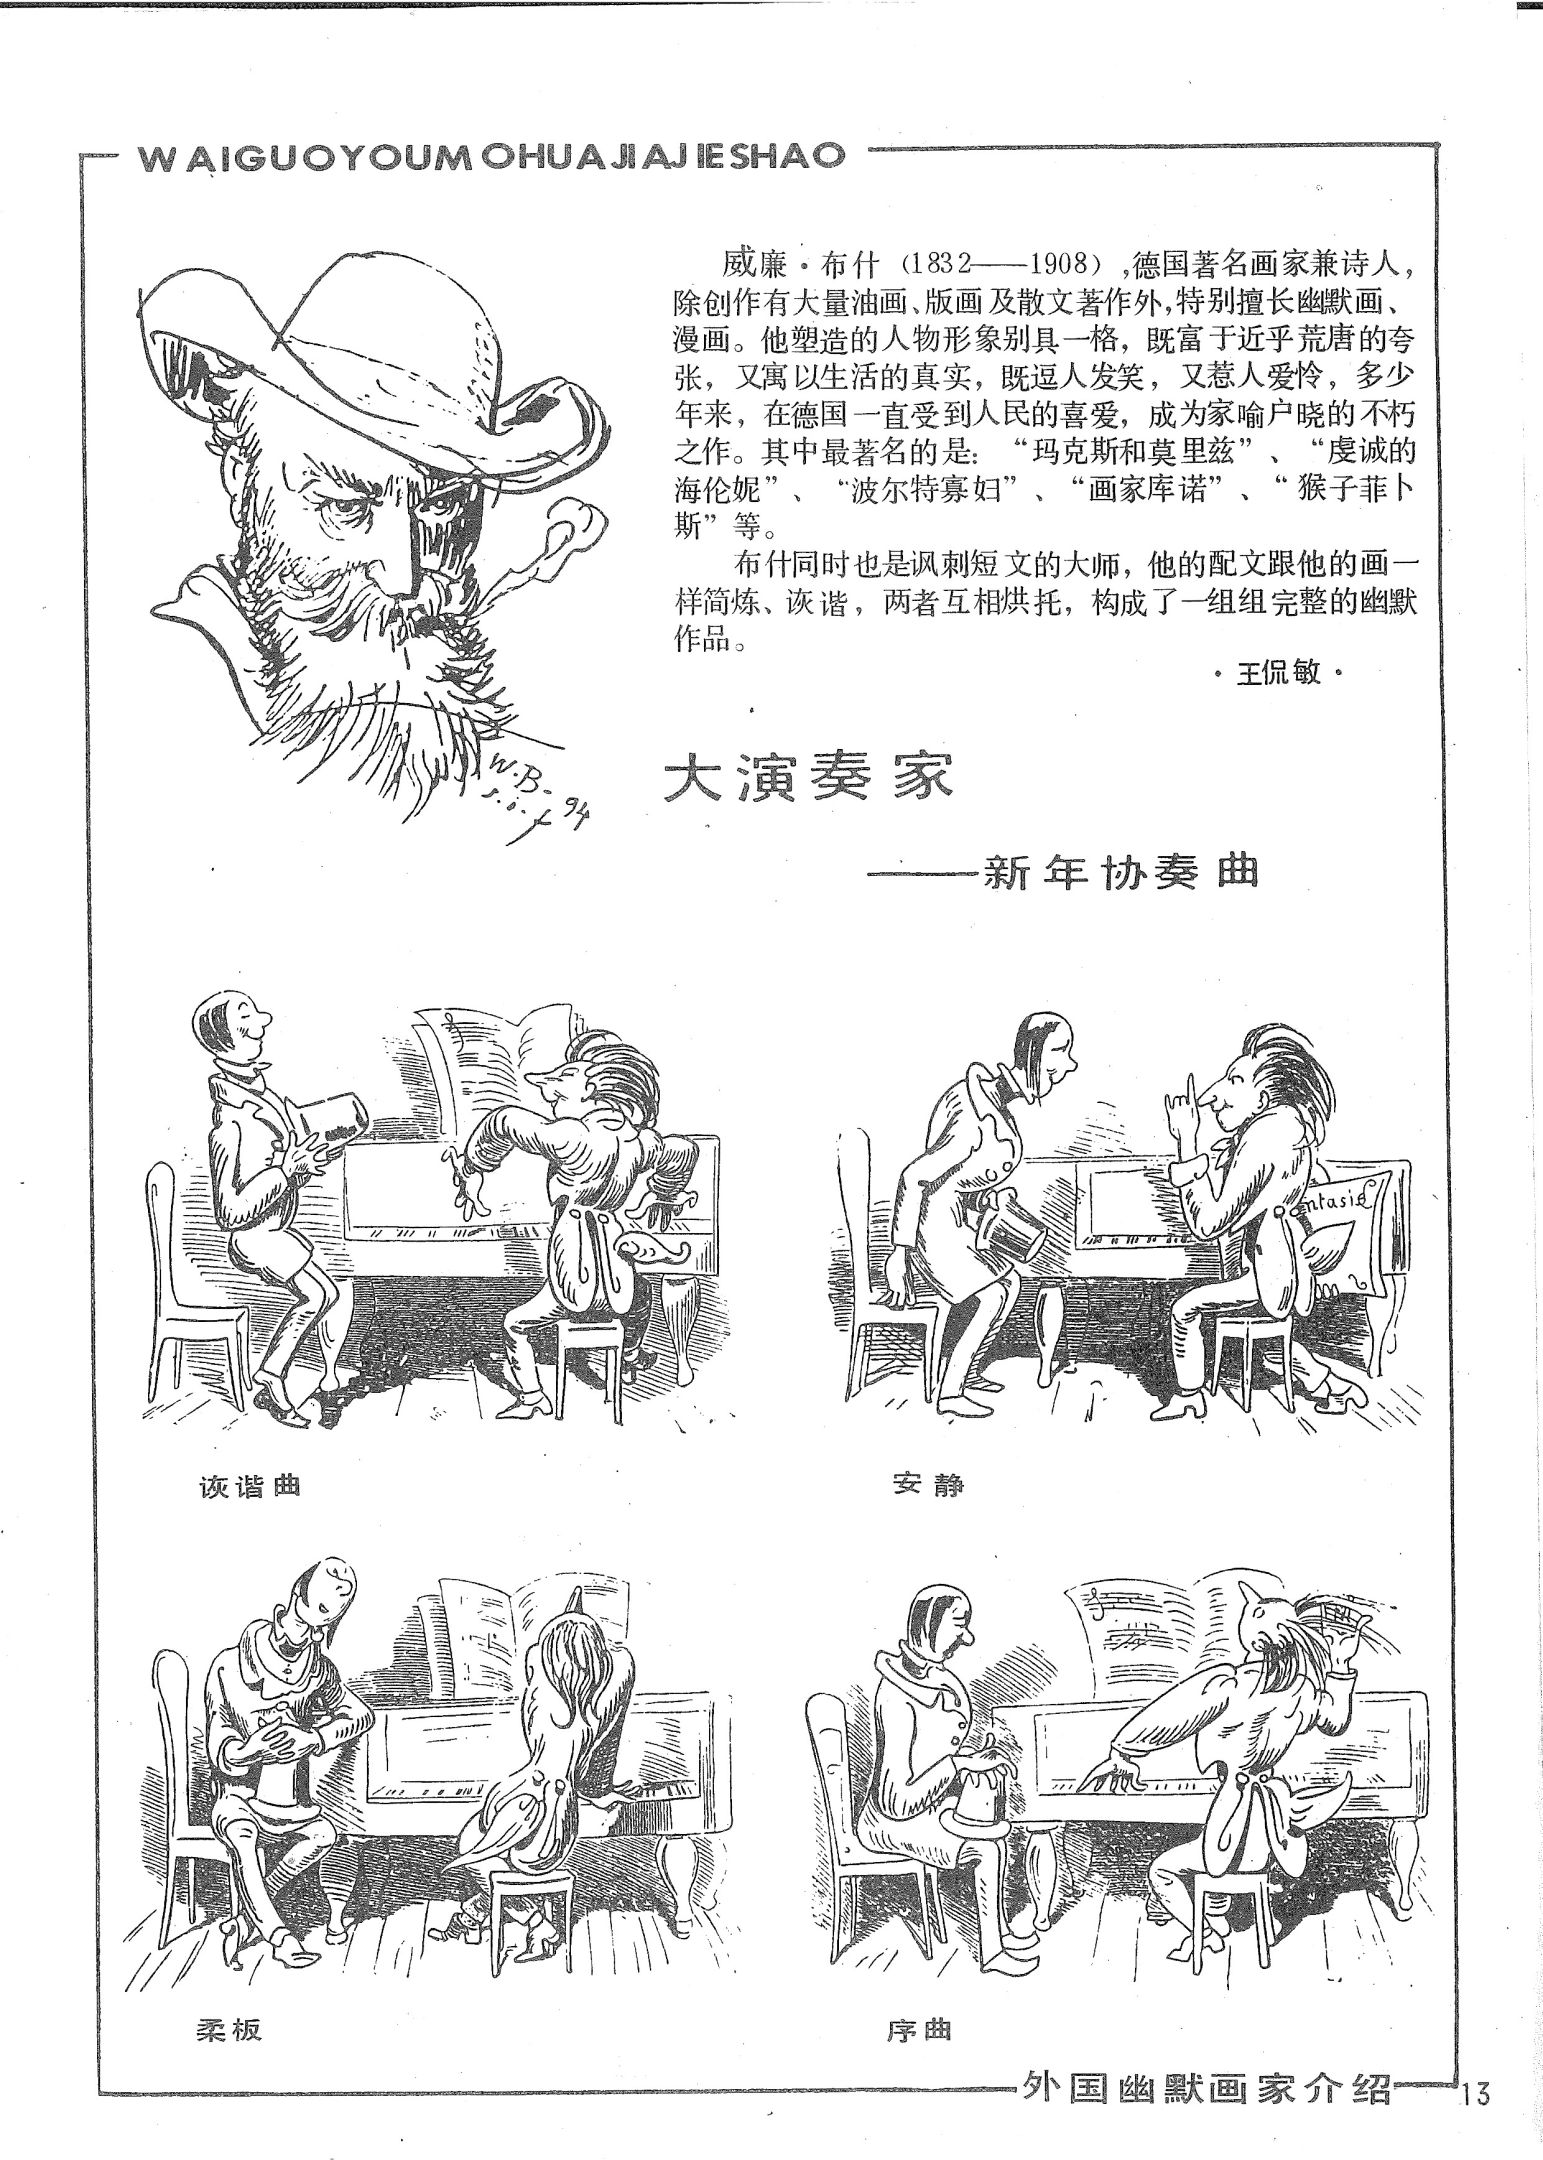 WAIGUOYOUMOHUAJIAJIESHAO
威廉·布什（1832——1908），德国著名画家兼诗人，
除创作有大量油画、版画及散文著作外，特别擅长幽默画、
漫画。他塑造的人物形象别具一格，既富于近乎荒唐的夸
张，又寓以生活的真实，既逗人发笑，又惹人爱怜，多少
年来，在德国一直受到人民的喜爱，成为家喻户晓的不朽
之作。其中最著名的是：“玛克斯和莫里兹”、“虔诚的
海伦妮”、“波尔特寡妇”、“画家库诺”、“猴子菲卜
斯”等。
布什同时也是讽刺短文的大师，他的配文跟他的画一
样简炼、诙谐，两者互相烘托，构成了一组组完整的幽默
作品。
·王侃敏·
W.B. 94
s.i.f
大演奏家
——新年协奏曲
ntasie
诙谐曲
安静
柔板
序曲
外国幽默画家介绍
13